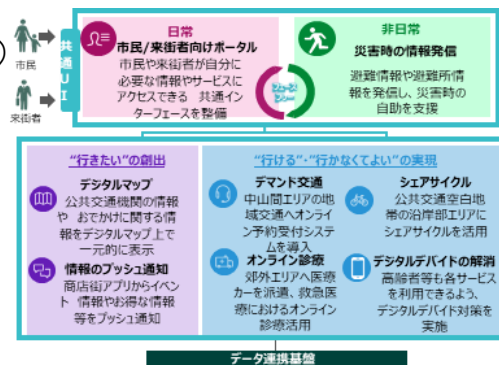 市民
来街者
共通UI
日常
市民/来街者向けポータル
市民や来街者が自分に
必要な情報やサービスに
アクセスできる 共通イン
ターフェースを整備
フェーズ
フリー
非日常
災害時の情報発信
避難情報や避難所情
報を発信し、災害時の
自助を支援
“行きたい”の創出
デジタルマップ
公共交通機関の情報
や おでかけに関する情
報をデジタルマップ上で
一元的に表示
情報のプッシュ通知
商店街アプリからイベン
ト 情報やお得な情報
等をプッシュ通知
“行ける”・“行かなくてよい”の実現
デマンド交通
中山間エリアの地
域交通へオンライ
ン予約受付システ
ムを導入
オンライン診療
郊外エリアへ医療
カーを派遣、救急医
療におけるオンライン
診療活用
シェアサイクル
公共交通空白地
帯の沿岸部エリアに
シェアサイクルを活用
デジタルデバイドの解消
高齢者等も各サービス
を利用できるよう、
デジタルデバイド対策を
実施
データ連携基盤